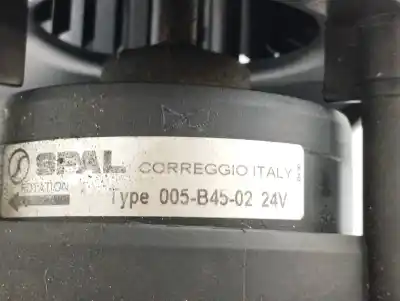 SPAL CORREGGIO ITALY
ROTATION
Type 005-B45-02 24V